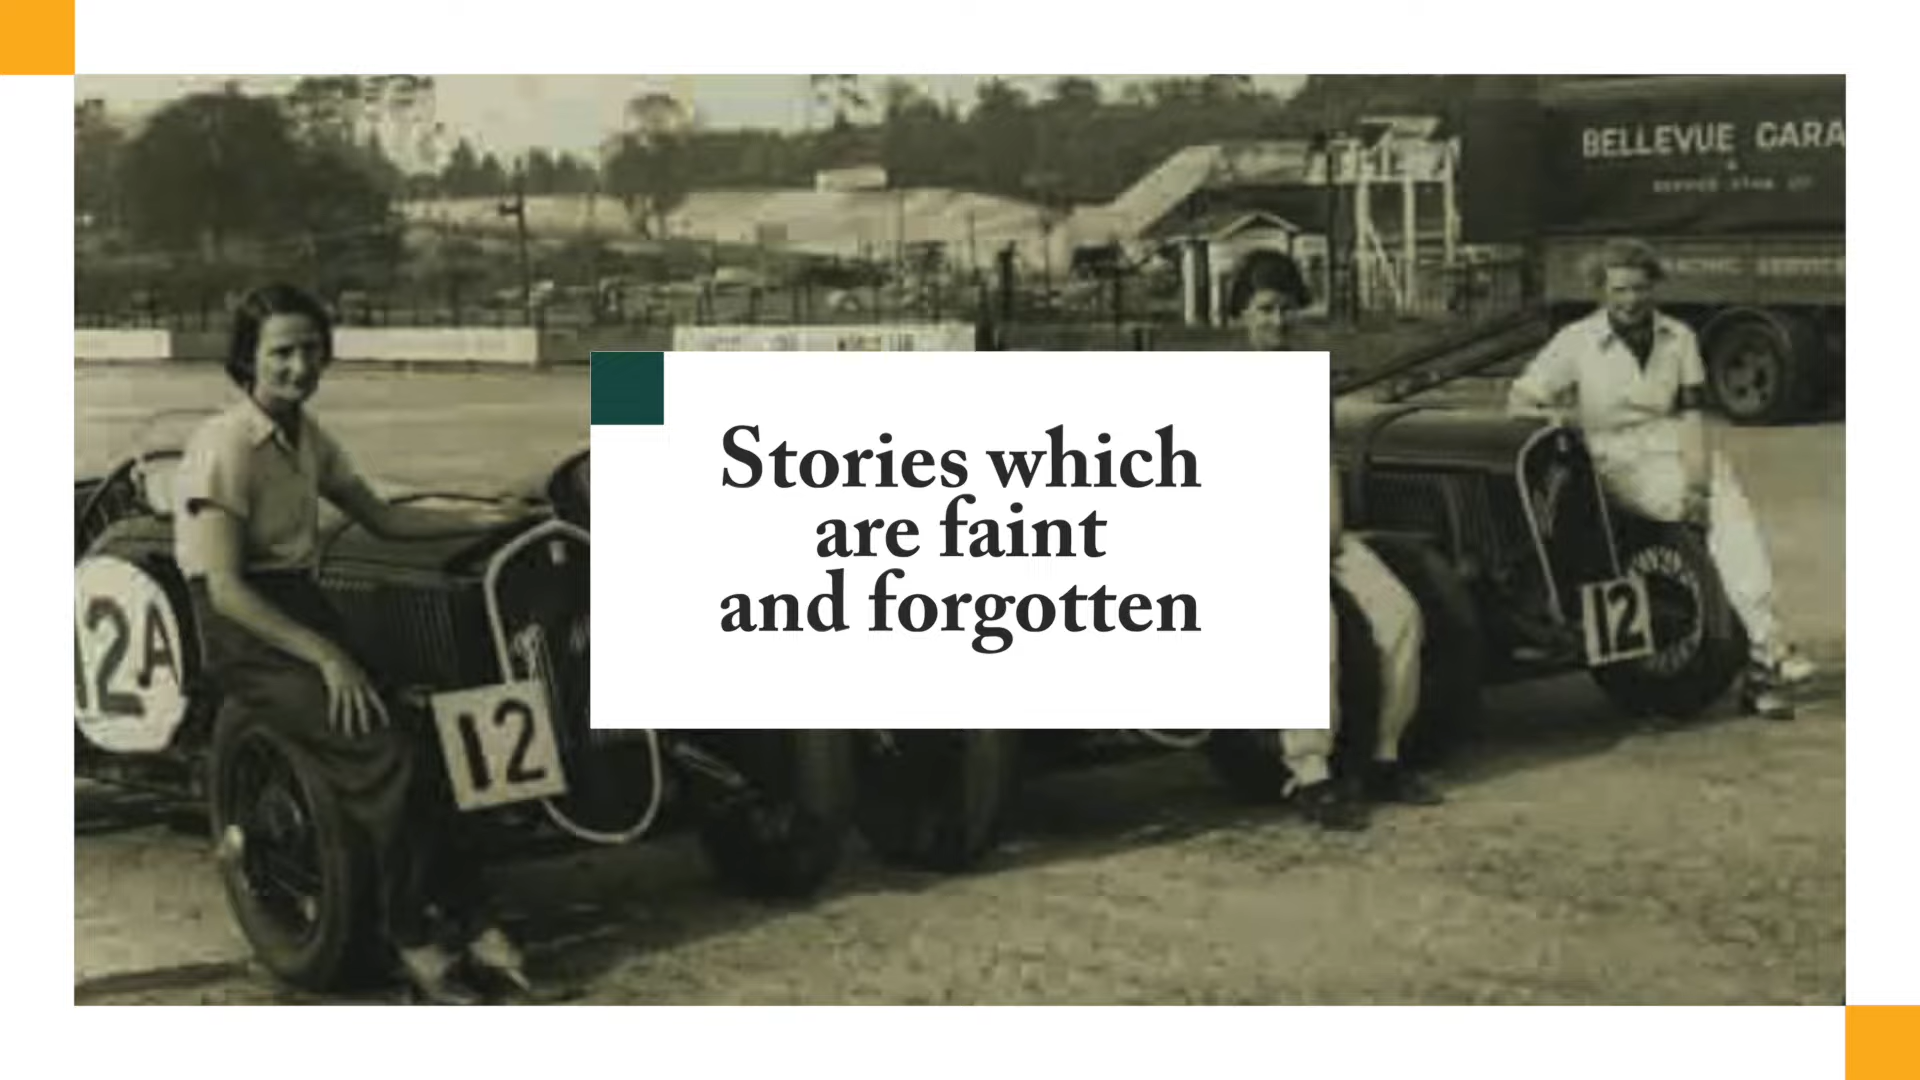 BELLEVUE GARA
Stories which
are faint
and forgotten
12A
12
12